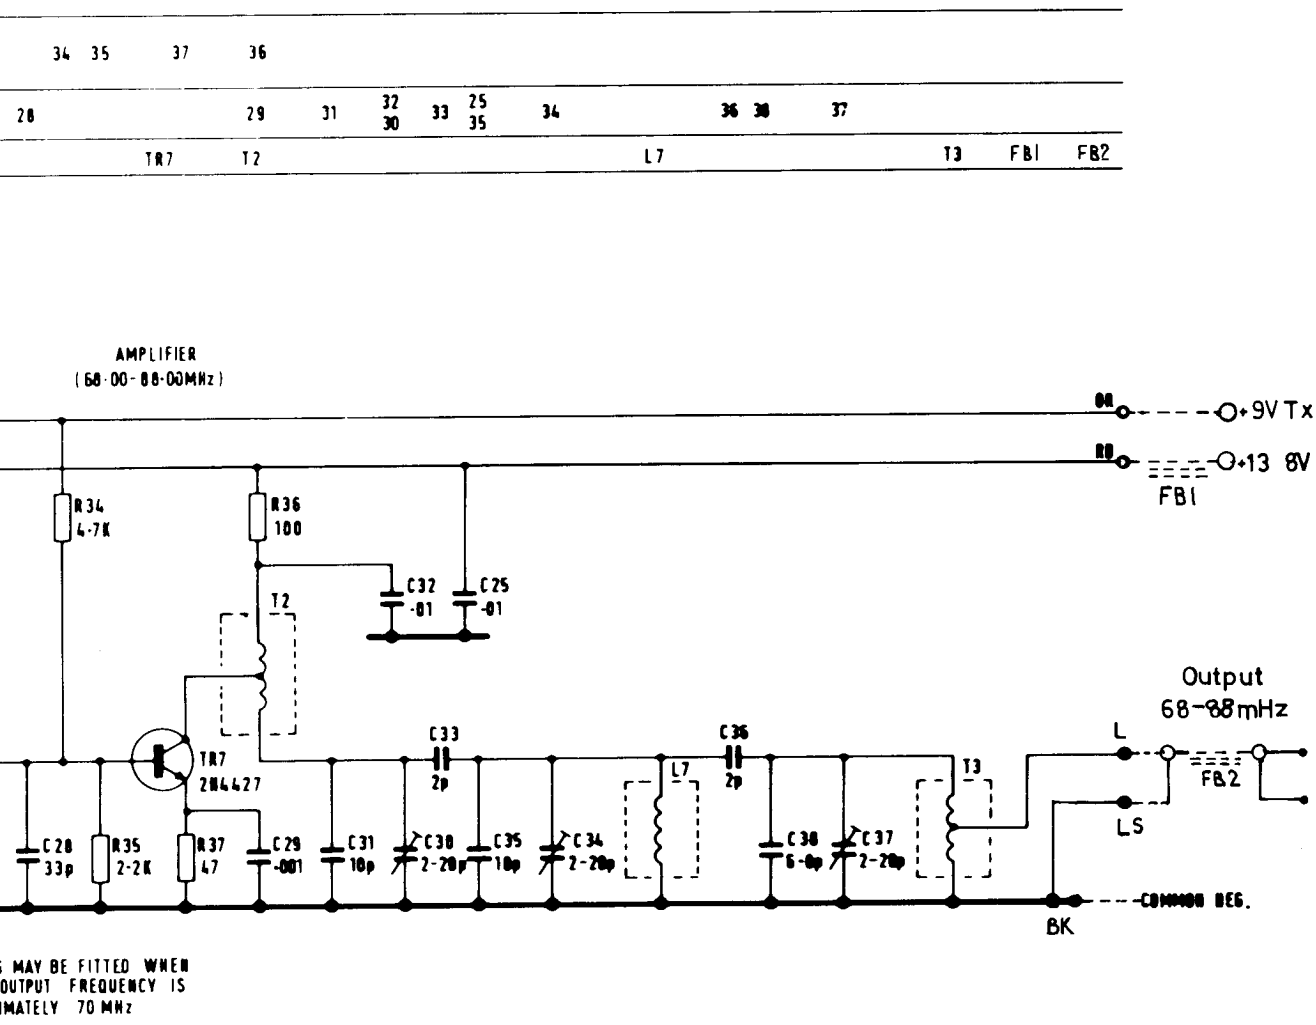 34 35 37 36
28 29 31 32 33 25 34 36 38 37
30 35
TR7 T2 L7 T3 FB1 FB2
AMPLIFIER
(68·00-88·00MHz)
OR +9V Tx
RD +13 8V
FB1
R34
4·7K
R36
100
C32
·01
C25
·01
T2
Output
68-88mHz
C33
2p
C36
2p
L
TR7
2N4427
L7
T3
FB2
LS
C28
33p
R35
2·2K
R37
47
C29
·001
C31
10p
C30
2-20p
C35
10p
C34
2-20p
C38
C37
2-20p
COMMON NEG.
BK
MAY BE FITTED WHEN
OUTPUT FREQUENCY IS
IMATELY 70 MHz